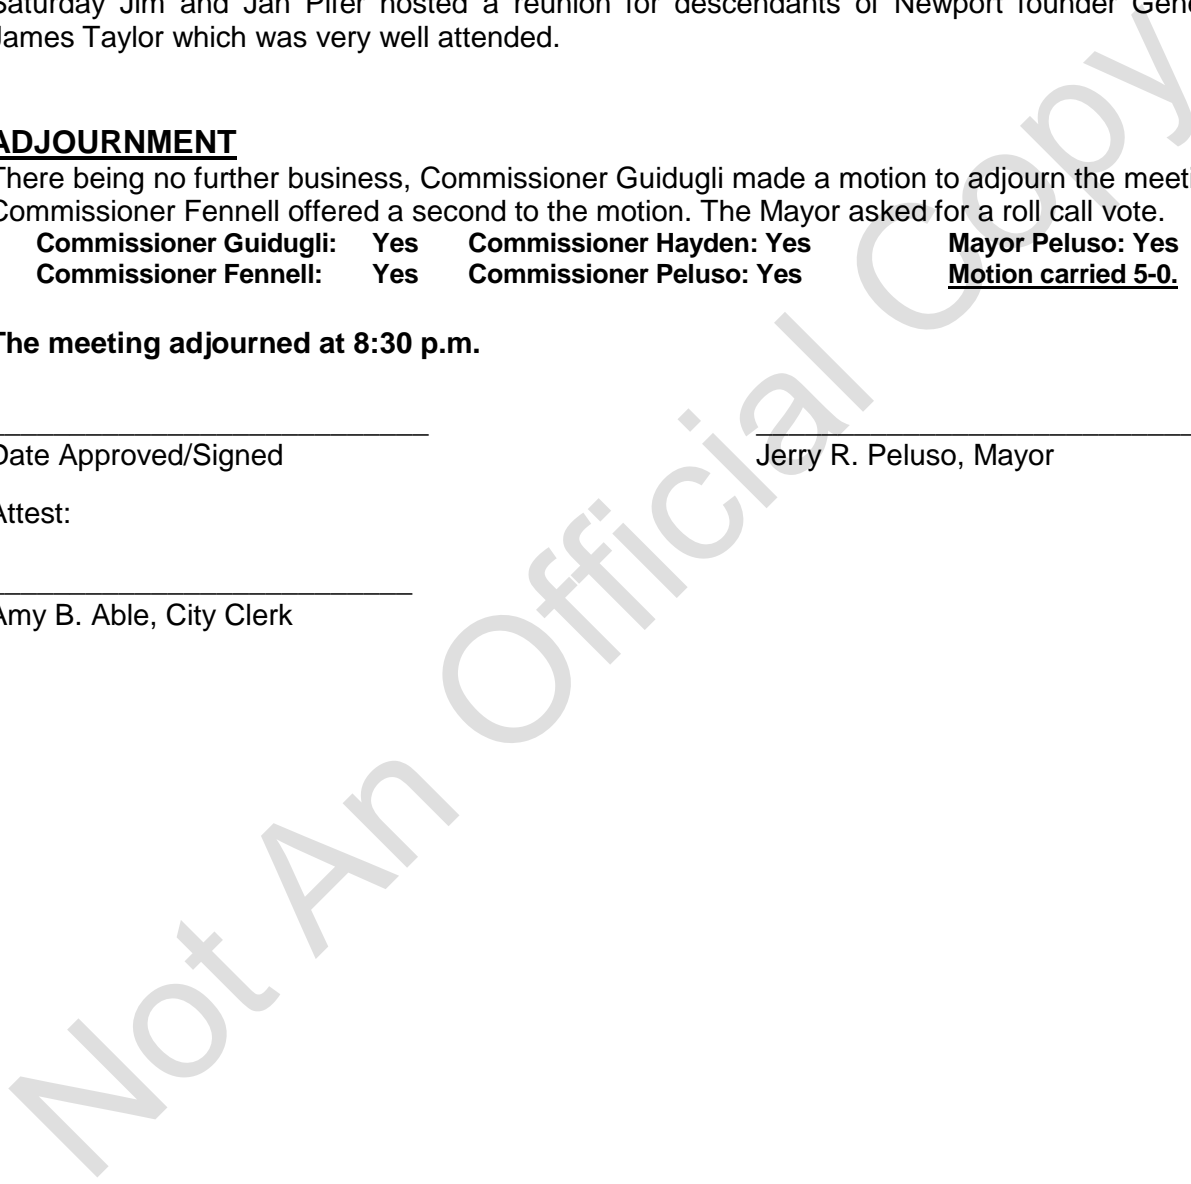 Saturday Jim and Jan Pifer hosted a reunion for descendants of Newport founder Gene
James Taylor which was very well attended.
ADJOURNMENT
There being no further business, Commissioner Guidugli made a motion to adjourn the meeti
Commissioner Fennell offered a second to the motion. The Mayor asked for a roll call vote.
Commissioner Guidugli: Yes Commissioner Hayden: Yes Mayor Peluso: Yes
Commissioner Fennell: Yes Commissioner Peluso: Yes Motion carried 5-0.
The meeting adjourned at 8:30 p.m.
Date Approved/Signed Jerry R. Peluso, Mayor
Attest:
Amy B. Able, City Clerk
Not An Official Copy